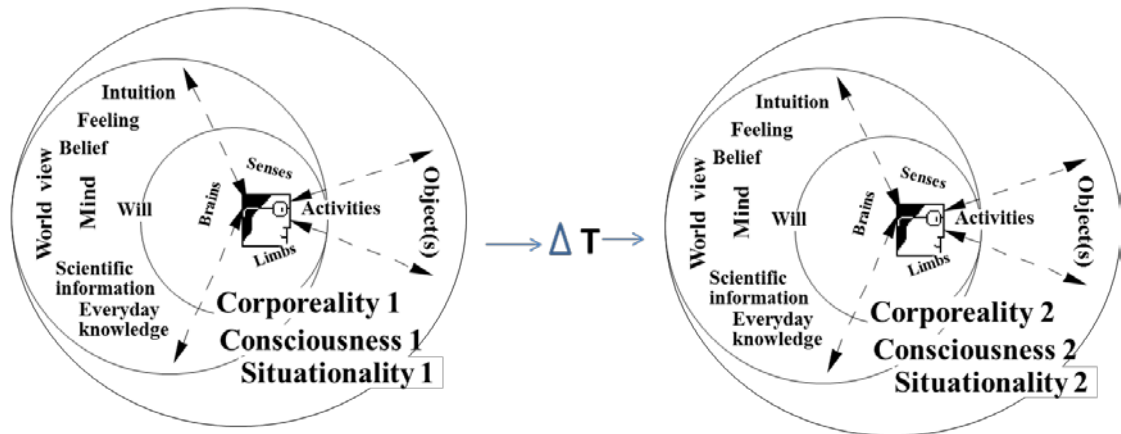 Intuition
Feeling
Belief
World view
Mind
Will
Brains
Senses
Activities
Limbs
Object(s)
Scientific
information
Everyday
knowledge
Corporeality 1
Consciousness 1
Situationality 1
Δ T
Intuition
Feeling
Belief
World view
Mind
Will
Brains
Senses
Activities
Limbs
Object(s)
Scientific
information
Everyday
knowledge
Corporeality 2
Consciousness 2
Situationality 2